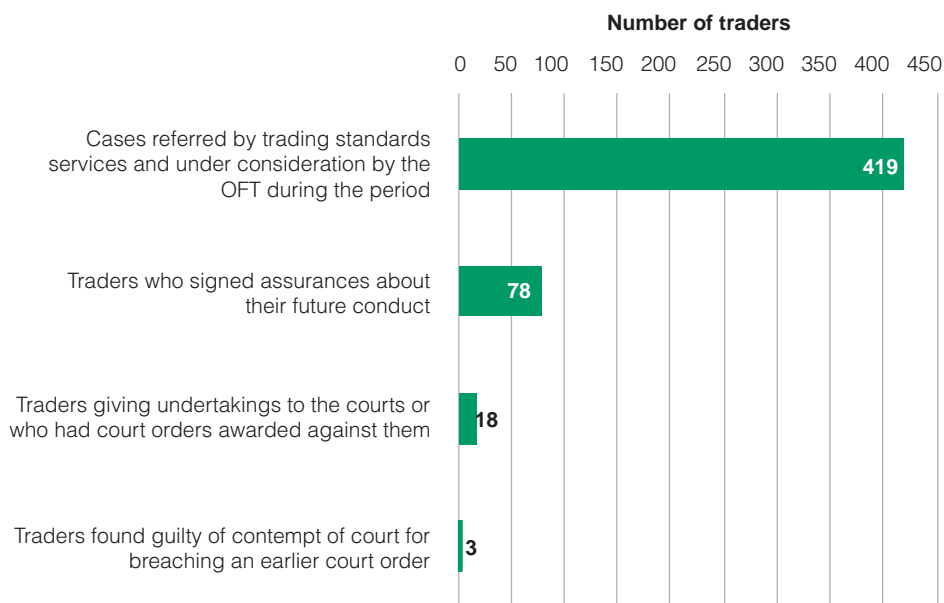 Number of traders
0 50 100 150 200 250 300 350 400 450
Cases referred by trading standards
services and under consideration by the
OFT during the period
419
Traders who signed assurances about
their future conduct
78
Traders giving undertakings to the courts or
who had court orders awarded against them
18
Traders found guilty of contempt of court for
breaching an earlier court order
3